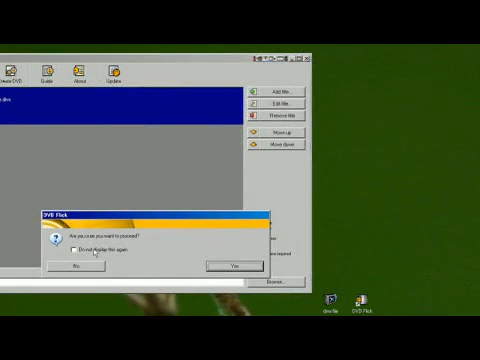 Create DVD
Guide
About
Update
divx
Add title...
Edit title...
Remove title
Move up
Move down
DVD Flick
Are you sure you want to proceed?
Do not display this again
No
Yes
required
Browse...
divx file
DVD Flick